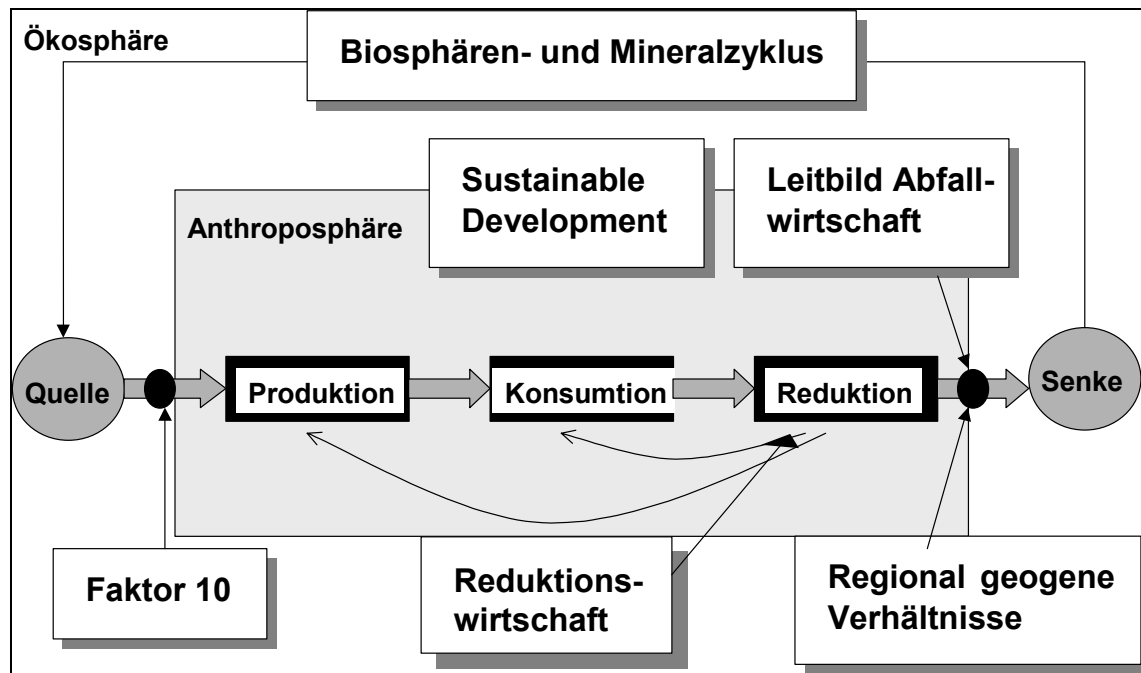 Ökosphäre
Biosphären- und Mineralzyklus
Sustainable
Development
Leitbild Abfall-
wirtschaft
Anthroposphäre
Quelle
Produktion
Konsumtion
Reduktion
Senke
Faktor 10
Reduktions-
wirtschaft
Regional geogene
Verhältnisse